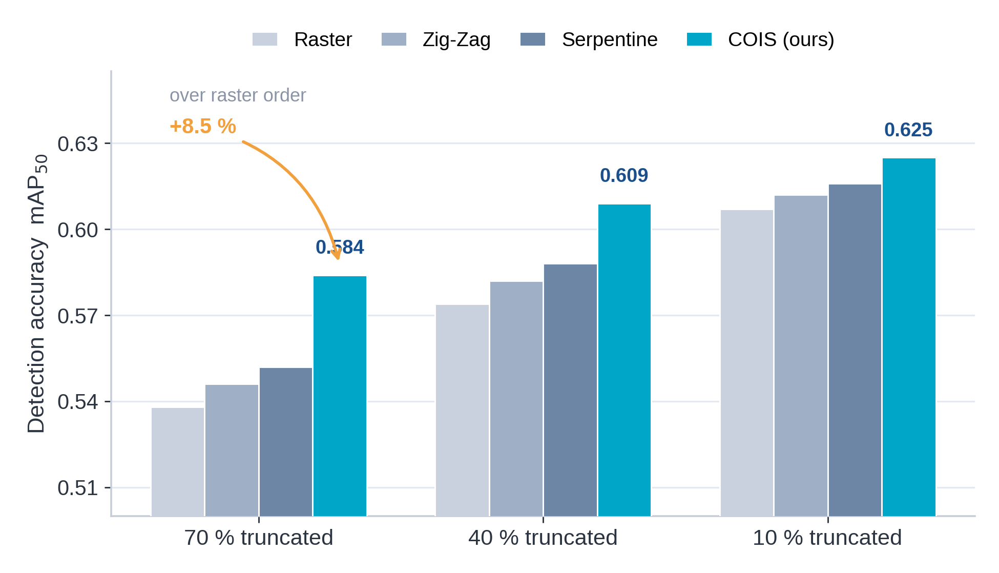 Raster Zig-Zag Serpentine COIS (ours)
over raster order
+8.5 %
0.584
0.609
0.625
Detection accuracy mAP₅₀
0.63
0.60
0.57
0.54
0.51
70 % truncated 40 % truncated 10 % truncated